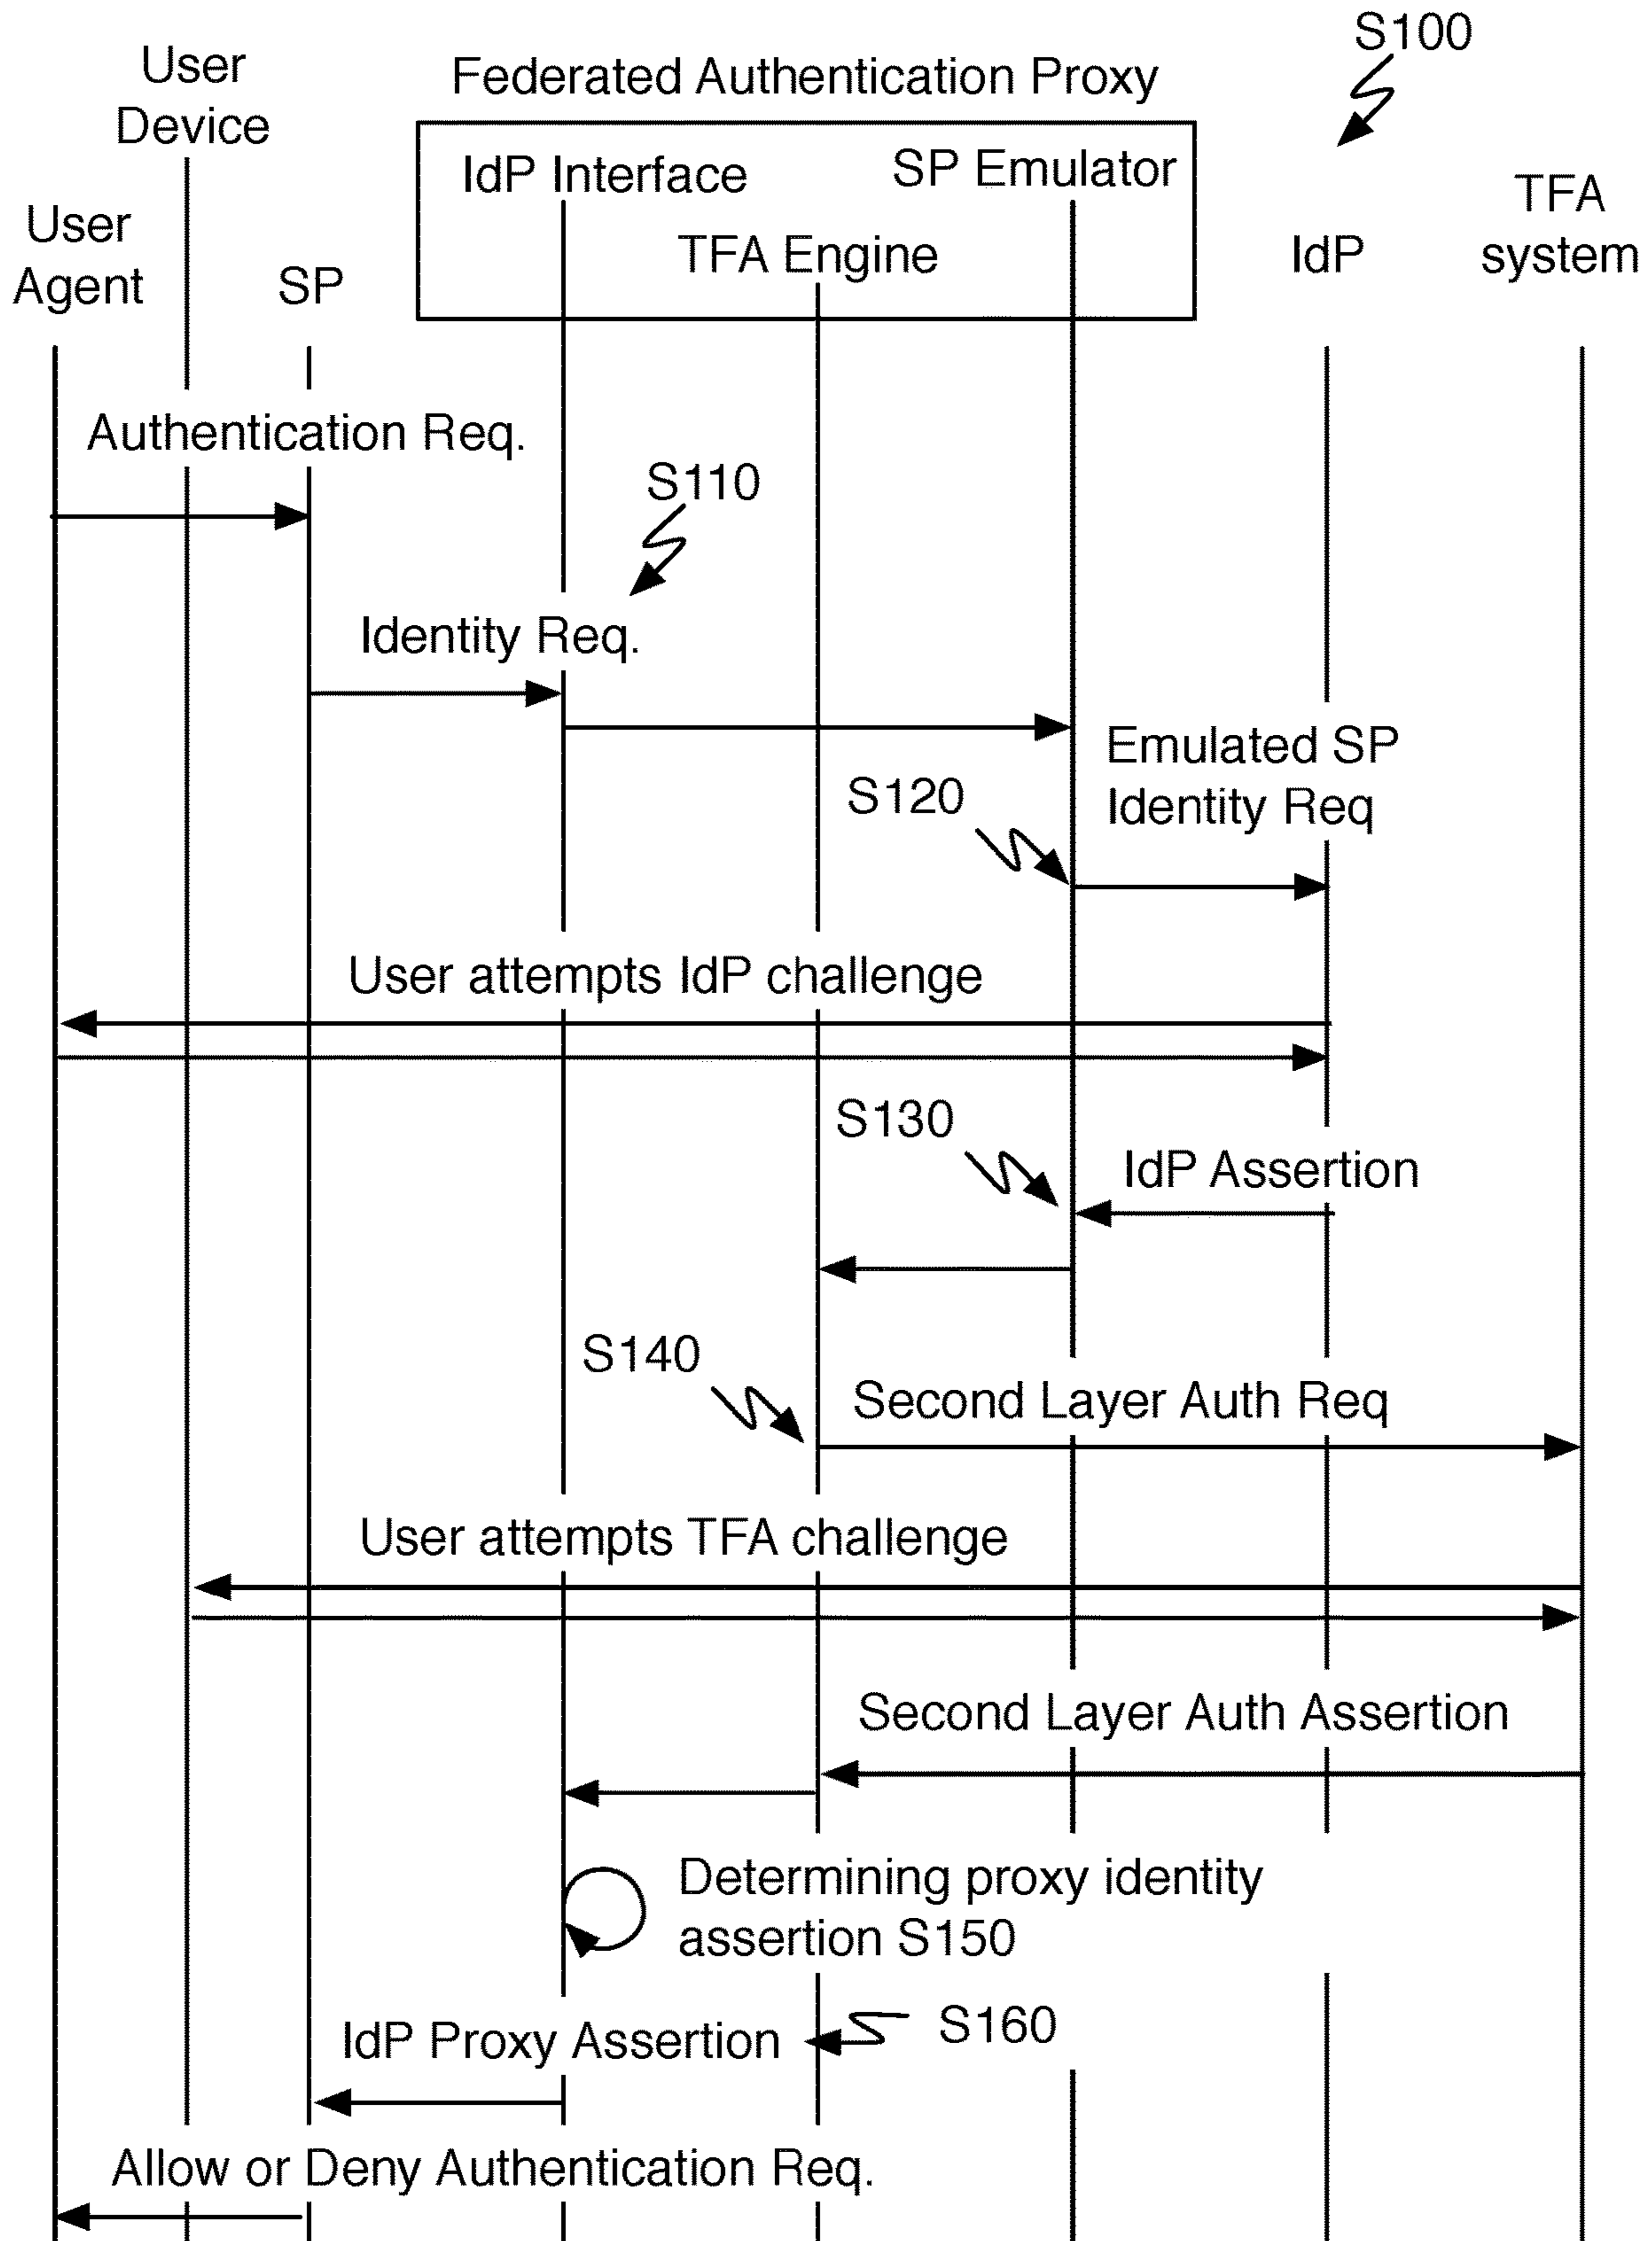 S100
User
Device
Federated Authentication Proxy
IdP Interface
SP Emulator
TFA Engine
User
Agent
SP
IdP
TFA
system
Authentication Req.
S110
Identity Req.
Emulated SP
Identity Req
S120
User attempts IdP challenge
S130
IdP Assertion
S140
Second Layer Auth Req
User attempts TFA challenge
Second Layer Auth Assertion
Determining proxy identity
assertion S150
IdP Proxy Assertion
S160
Allow or Deny Authentication Req.